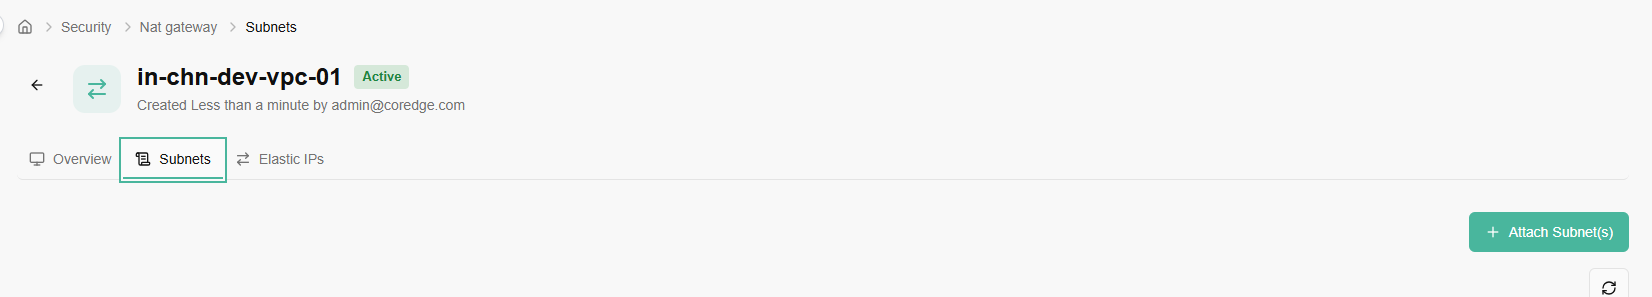 Security Nat gateway Subnets
in-chn-dev-vpc-01 Active
Created Less than a minute by admin@coredge.com
Overview Subnets Elastic IPs
Attach Subnet(s)